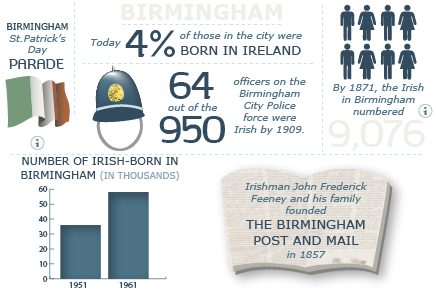 BIRMINGHAM
BIRMINGHAM
St.Patrick's
Day
PARADE
Today 4% of those in the city were
BORN IN IRELAND
64
out of the
950
officers on the
Birmingham
City Police
force were
Irish by 1909.
By 1871, the Irish
in Birmingham
numbered
9,076
NUMBER OF IRISH-BORN IN
BIRMINGHAM (IN THOUSANDS)
60
50
40
30
20
10
0
1951 1961
Irishman John Frederick
Feeney and his family
founded
THE BIRMINGHAM
POST AND MAIL
in 1857